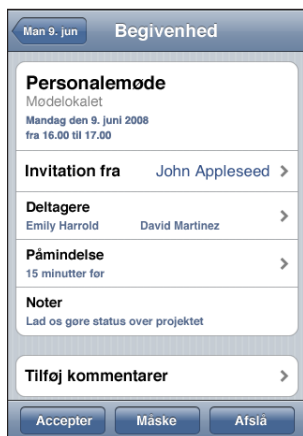 Man 9. jun
Begivenhed
Personalemøde
Mødelokalet
Mandag den 9. juni 2008
fra 16.00 til 17.00
Invitation fra John Appleseed
Deltagere
Emily Harrold David Martinez
Påmindelse
15 minutter før
Noter
Lad os gøre status over projektet
Tilføj kommentarer
Accepter Måske Afslå